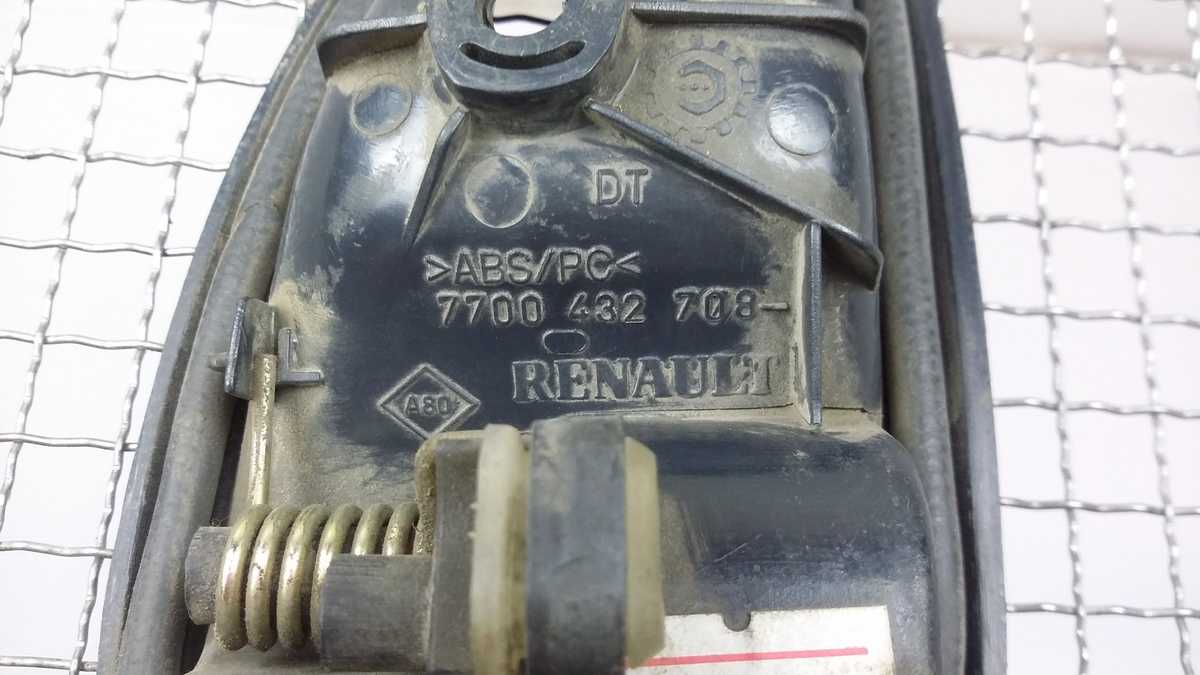 DT
>ABS/PC<
7700 432 708-
L
RENAULT
A80